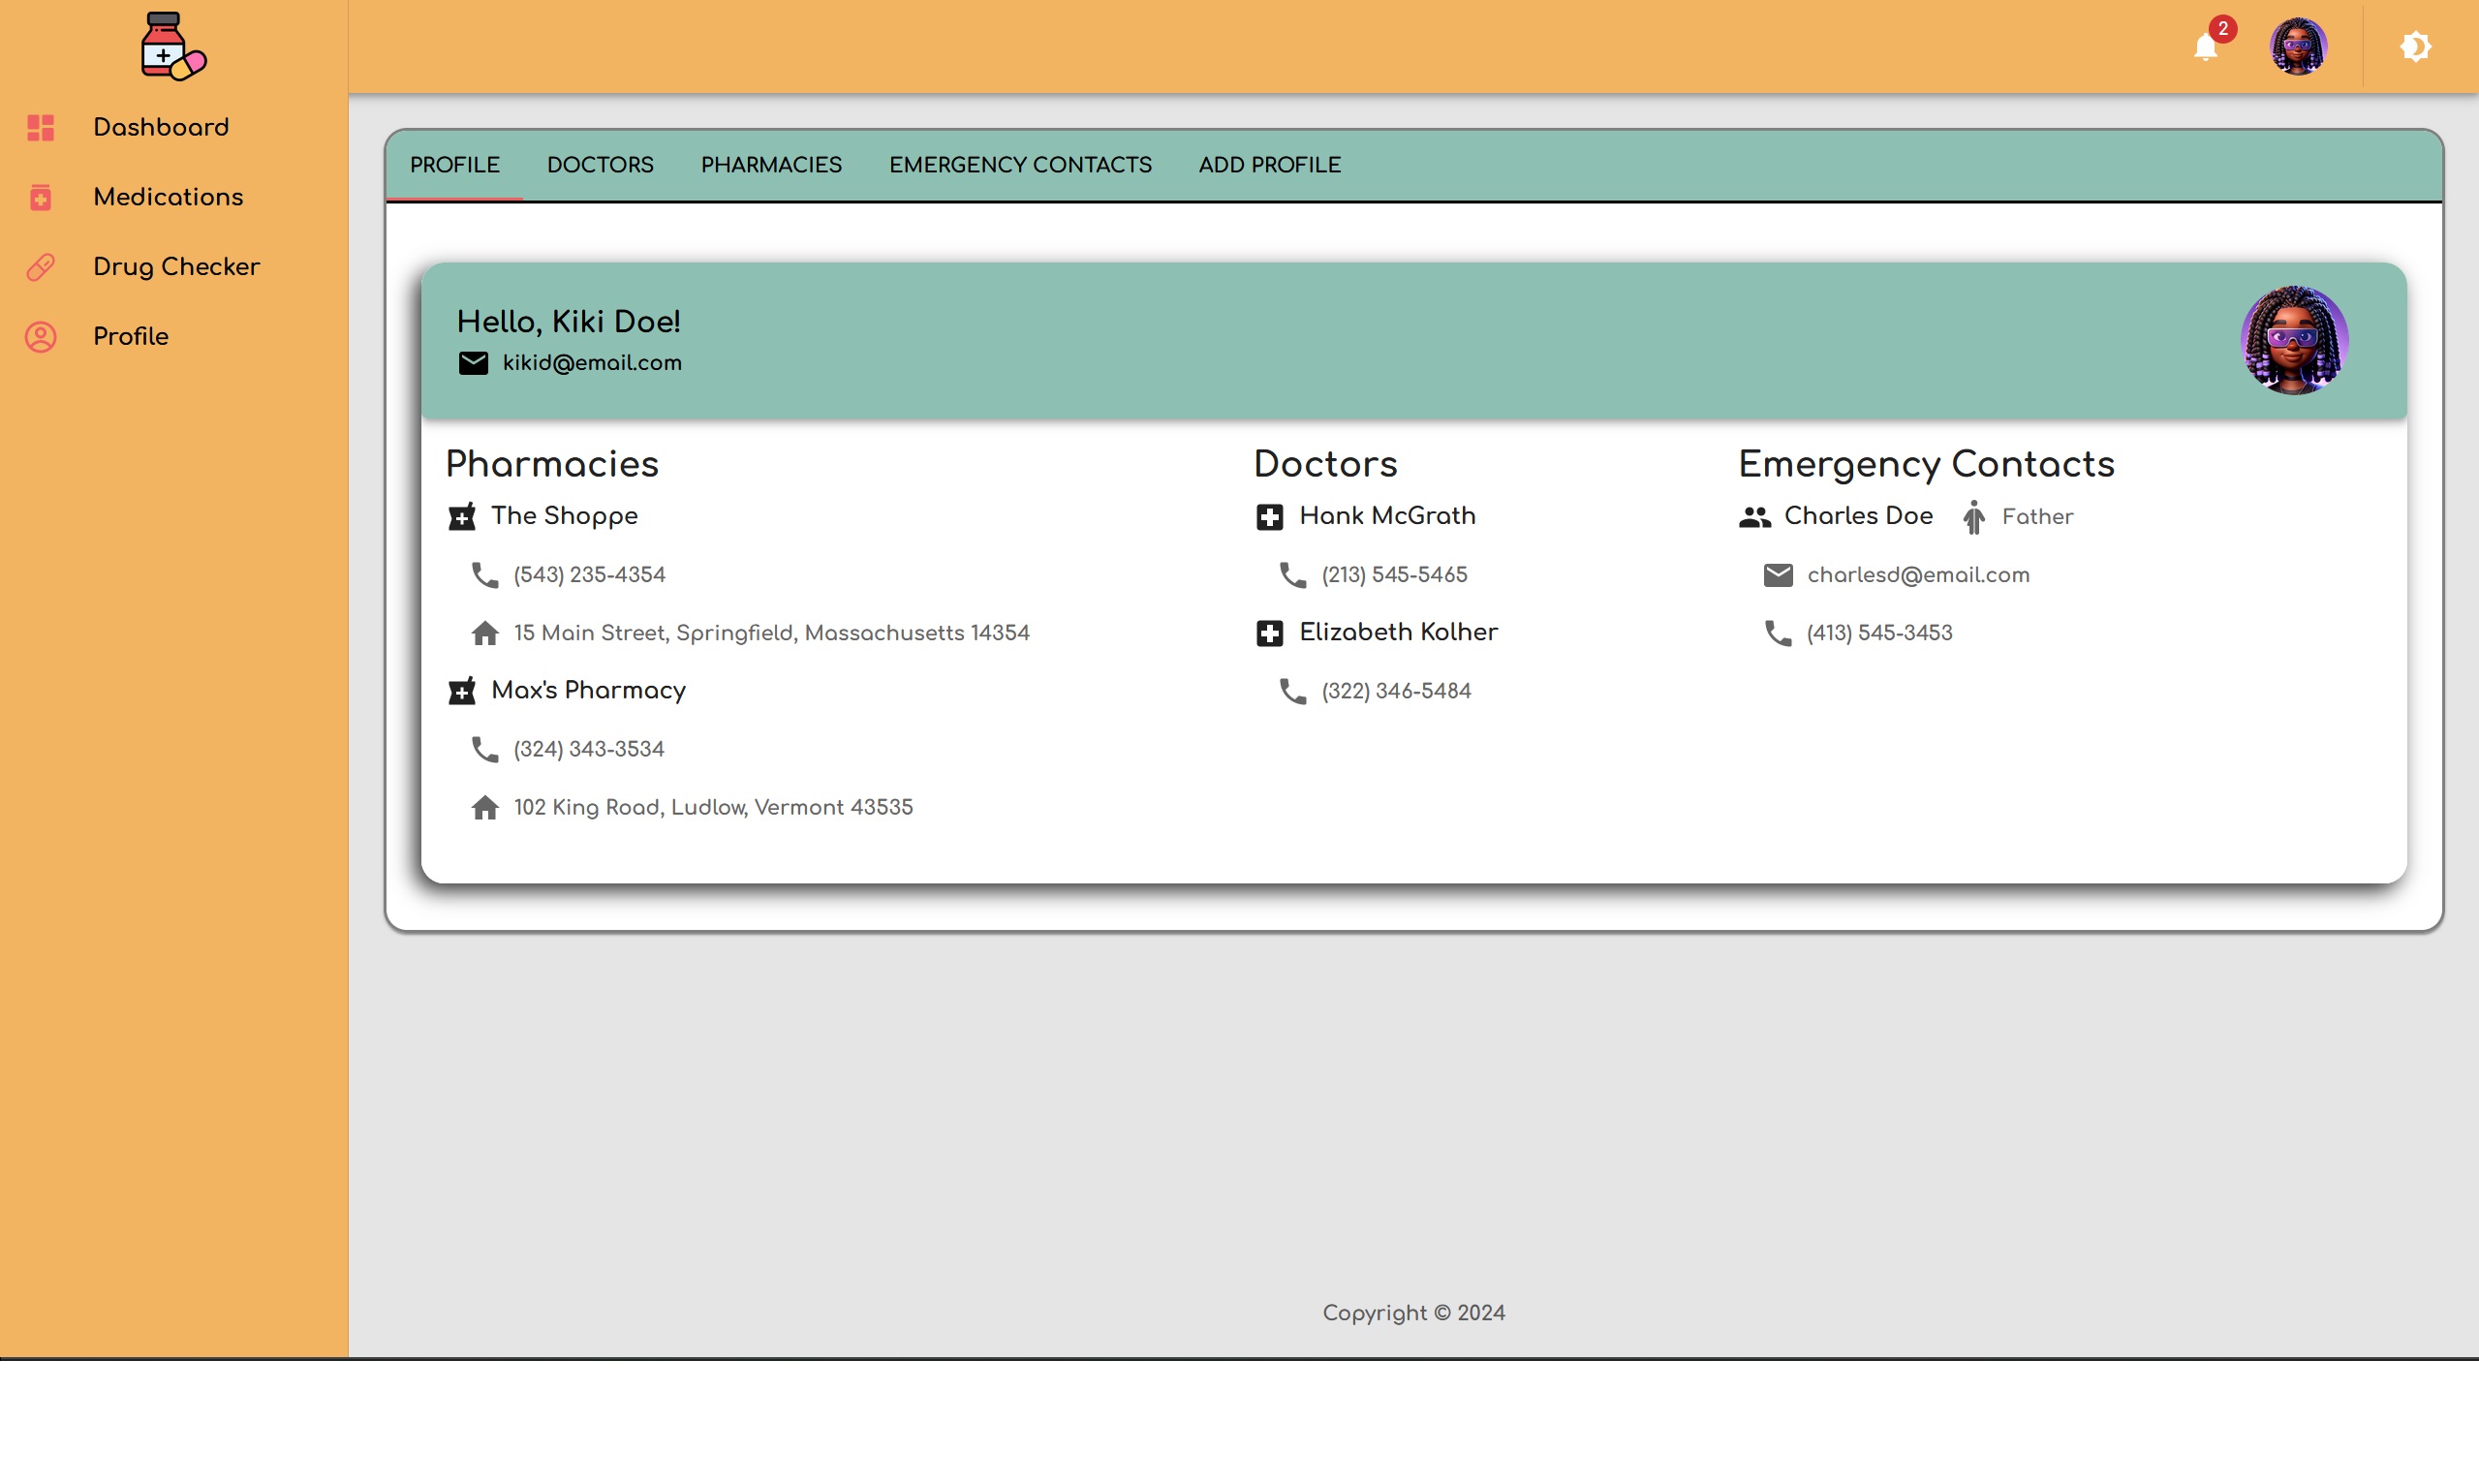 2
Dashboard
Medications
Drug Checker
Profile
PROFILE DOCTORS PHARMACIES EMERGENCY CONTACTS ADD PROFILE
Hello, Kiki Doe!
kikid@email.com
Pharmacies
The Shoppe
(543) 235-4354
15 Main Street, Springfield, Massachusetts 14354
Max's Pharmacy
(324) 343-3534
102 King Road, Ludlow, Vermont 43535
Doctors
Hank McGrath
(213) 545-5465
Elizabeth Kolher
(322) 346-5484
Emergency Contacts
Charles Doe Father
charlesd@email.com
(413) 545-3453
Copyright © 2024